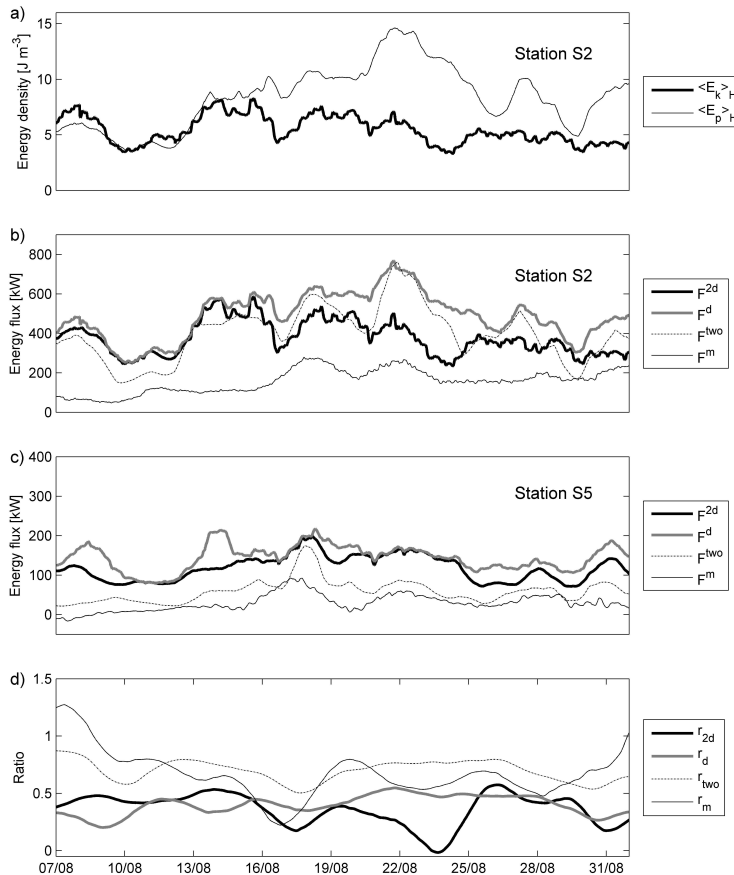 a)
Energy density [J m⁻³]
15
10
5
0
Station S2
<E_k>_H
<E_p>_H
b)
Energy flux [kW]
800
600
400
200
0
Station S2
F^2d
F^d
F^two
F^m
c)
Energy flux [kW]
400
300
200
100
0
Station S5
F^2d
F^d
F^two
F^m
d)
Ratio
1.5
1
0.5
0
r_2d
r_d
r_two
r_m
07/08 10/08 13/08 16/08 19/08 22/08 25/08 28/08 31/08